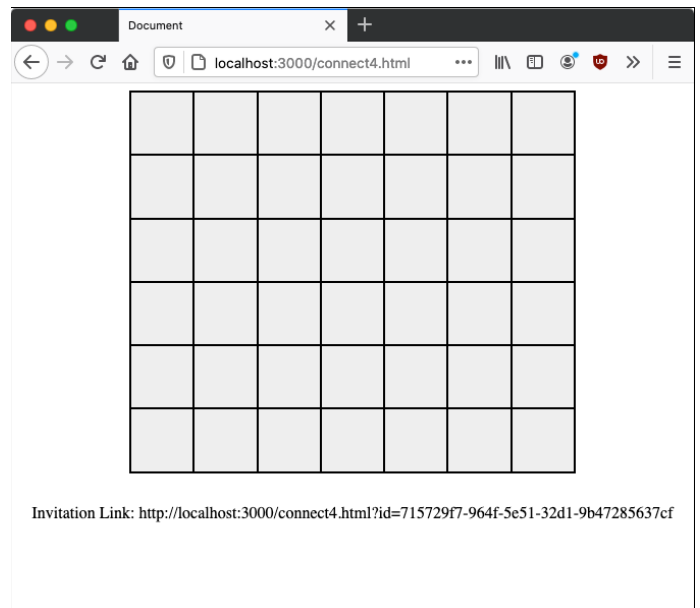 Document
localhost:3000/connect4.html
Invitation Link: http://localhost:3000/connect4.html?id=715729f7-964f-5e51-32d1-9b47285637cf